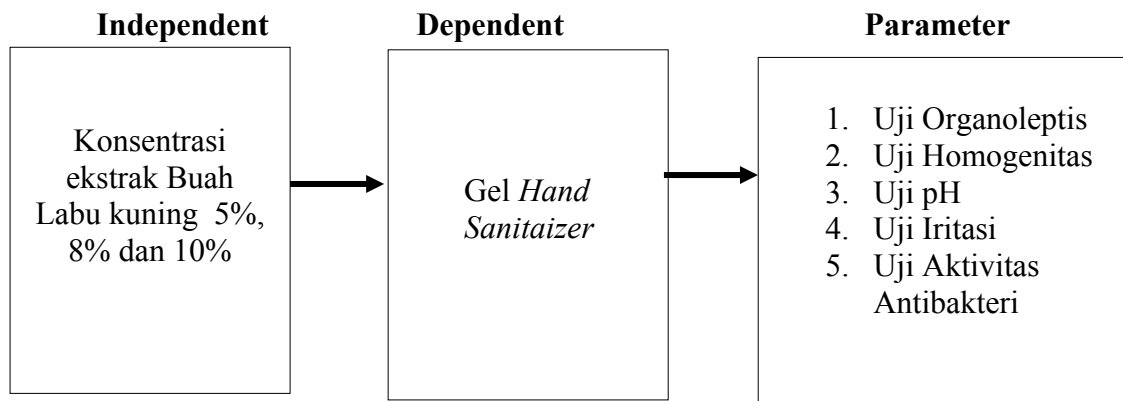 Independent
Dependent
Parameter
Konsentrasi
ekstrak Buah
Labu kuning 5%,
8% dan 10%
Gel Hand
Sanitaizer
1. Uji Organoleptis
2. Uji Homogenitas
3. Uji pH
4. Uji Iritasi
5. Uji Aktivitas
Antibakteri